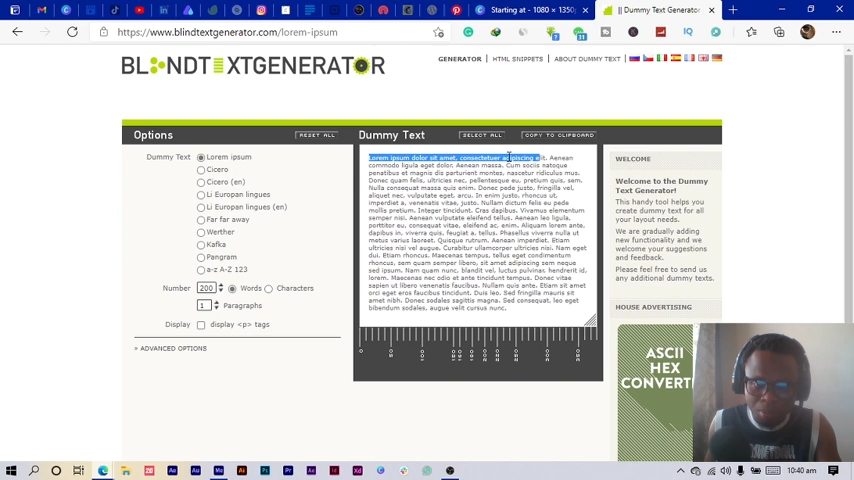 Starting at - 1080 × 1350p
|| Dummy Text Generator
https://www.blindtextgenerator.com/lorem-ipsum
BLINDTEXTGENERATOR
GENERATOR | HTML SNIPPETS | ABOUT DUMMY TEXT |
Options
RESET ALL
Dummy Text
SELECT ALL
COPY TO CLIPBOARD
Dummy Text
Lorem ipsum
Cicero
Cicero (en)
Li Europan lingues
Li Europan lingues (en)
Far far away
Werther
Kafka
Pangram
a-z A-Z 123
Number 200 Words Characters
1 Paragraphs
Display display <p> tags
» ADVANCED OPTIONS
Lorem ipsum dolor sit amet, consectetuer adipiscing elit. Aenean
commodo ligula eget dolor. Aenean massa. Cum sociis natoque
penatibus et magnis dis parturient montes, nascetur ridiculus mus.
Donec quam felis, ultricies nec, pellentesque eu, pretium quis, sem.
Nulla consequat massa quis enim. Donec pede justo, fringilla vel,
aliquet nec, vulputate eget, arcu. In enim justo, rhoncus ut,
imperdiet a, venenatis vitae, justo. Nullam dictum felis eu pede
mollis pretium. Integer tincidunt. Cras dapibus. Vivamus elementum
semper nisi. Aenean vulputate eleifend tellus. Aenean leo ligula,
porttitor eu, consequat vitae, eleifend ac, enim. Aliquam lorem ante,
dapibus in, viverra quis, feugiat a, tellus. Phasellus viverra nulla ut
metus varius laoreet. Quisque rutrum. Aenean imperdiet. Etiam
ultricies nisi vel augue. Curabitur ullamcorper ultricies nisi. Nam eget
dui. Etiam rhoncus. Maecenas tempus, tellus eget condimentum
rhoncus, sem quam semper libero, sit amet adipiscing sem neque
sed ipsum. Nam quam nunc, blandit vel, luctus pulvinar, hendrerit id,
lorem. Maecenas nec odio et ante tincidunt tempus. Donec vitae
sapien ut libero venenatis faucibus. Nullam quis ante. Etiam sit
amet orci eget eros faucibus tincidunt. Duis leo. Sed fringilla mauris sit
amet nibh. Donec sodales sagittis magna. Sed consequat, leo eget
bibendum sodales, augue velit cursus nunc,
WELCOME
Welcome to the Dummy
Text Generator!
This handy tool helps you
create dummy text for all
your layout needs.
We are gradually adding
new functionality and we
welcome your suggestions
and feedback.
Please feel free to send us
any additional dummy texts.
HOUSE ADVERTISING
ASCII
HEX
CONVERTE
10:40 am